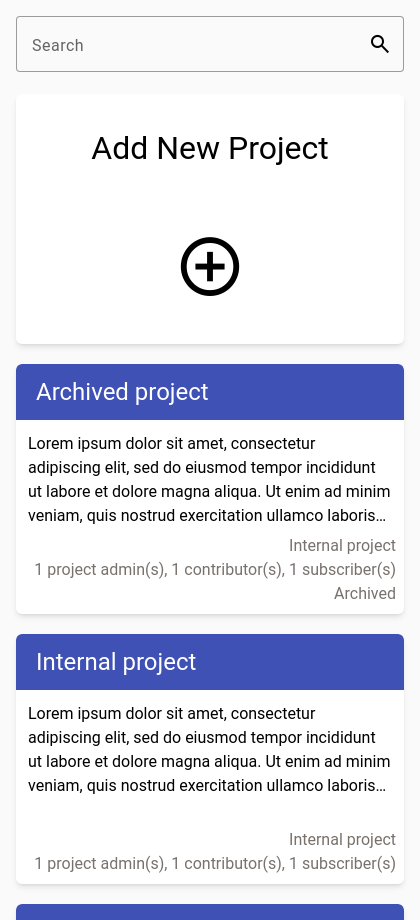 Search
Add New Project
Archived project
Lorem ipsum dolor sit amet, consectetur
adipiscing elit, sed do eiusmod tempor incididunt
ut labore et dolore magna aliqua. Ut enim ad minim
veniam, quis nostrud exercitation ullamco laboris…
Internal project
1 project admin(s), 1 contributor(s), 1 subscriber(s)
Archived
Internal project
Lorem ipsum dolor sit amet, consectetur
adipiscing elit, sed do eiusmod tempor incididunt
ut labore et dolore magna aliqua. Ut enim ad minim
veniam, quis nostrud exercitation ullamco laboris…
Internal project
1 project admin(s), 1 contributor(s), 1 subscriber(s)